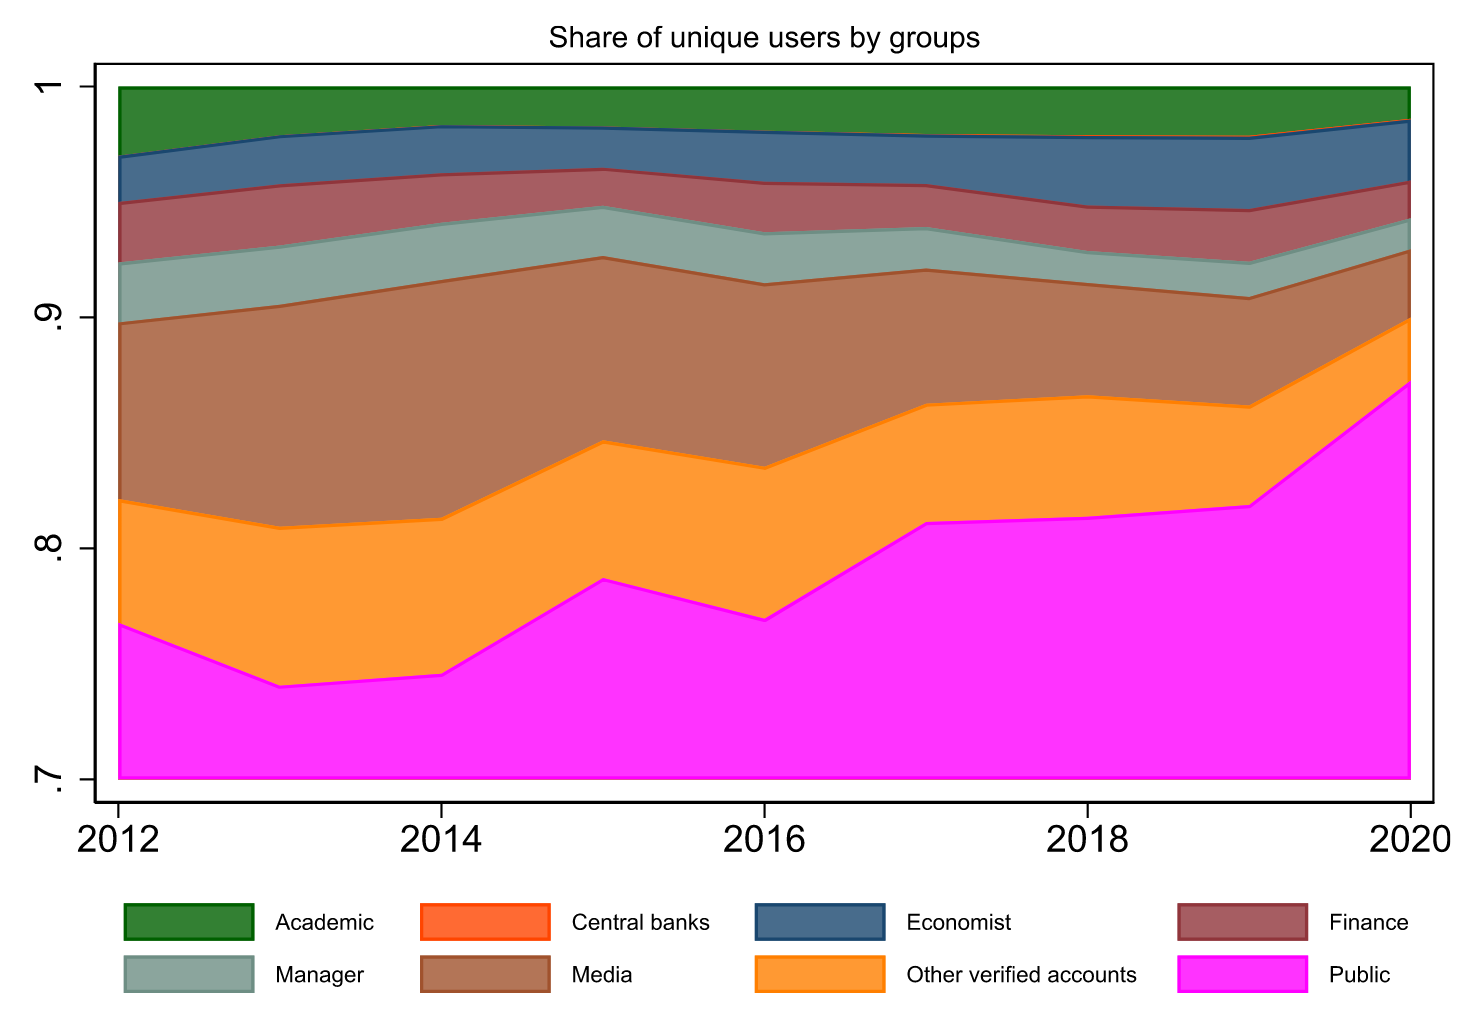 Share of unique users by groups
1
.9
.8
.7
2012 2014 2016 2018 2020
Academic Central banks Economist Finance
Manager Media Other verified accounts Public